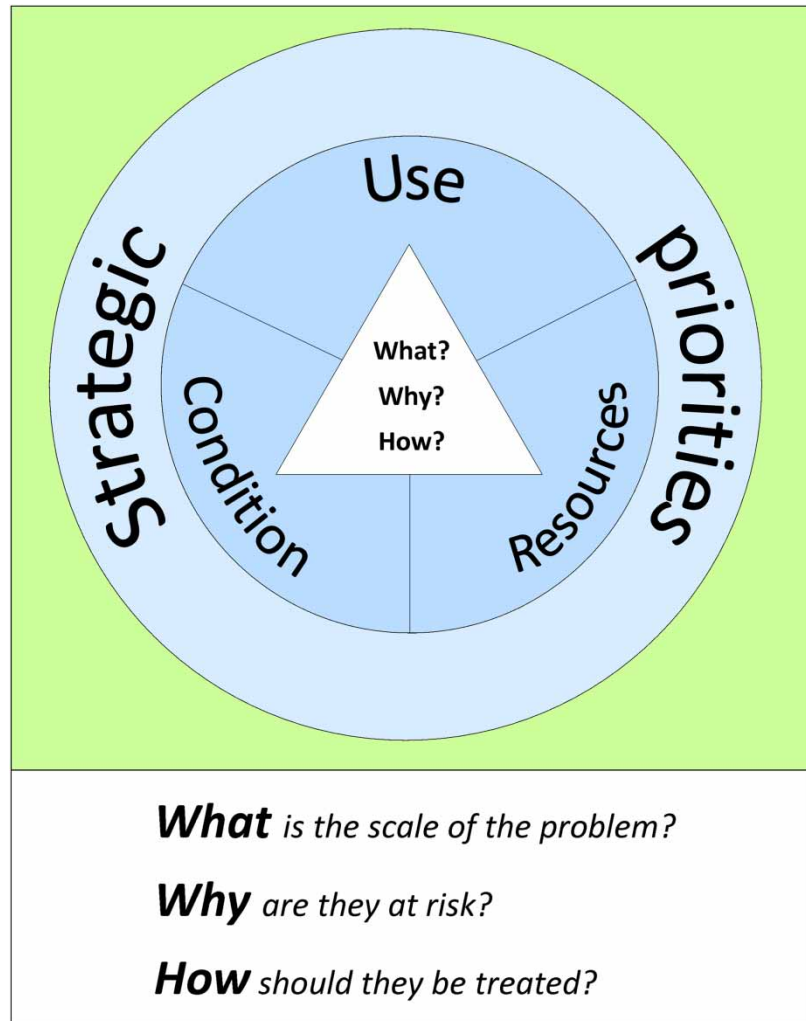 Strategic priorities
Use
Condition
Resources
What?
Why?
How?
What is the scale of the problem?
Why are they at risk?
How should they be treated?